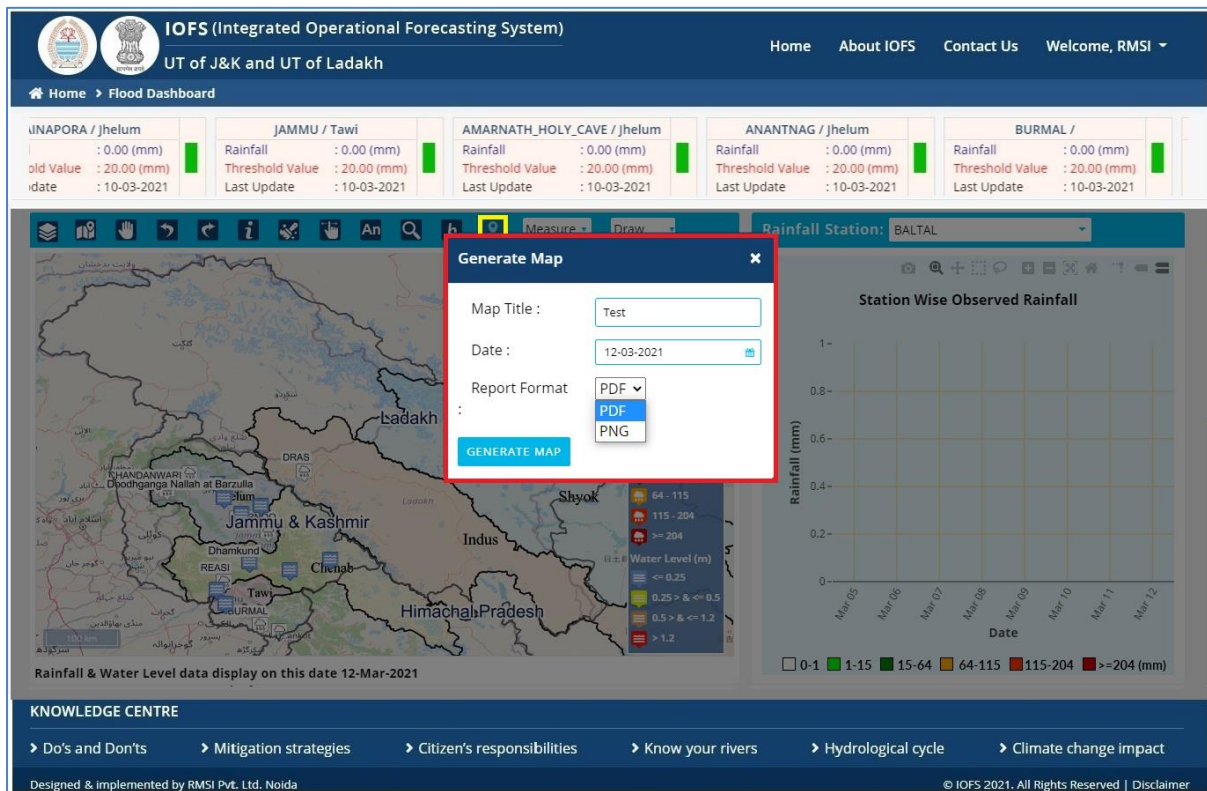 IOFS (Integrated Operational Forecasting System)
UT of J&K and UT of Ladakh
Home About IOFS Contact Us Welcome, RMSI
Home > Flood Dashboard
AINAPORA / Jhelum
: 0.00 (mm)
old Value : 20.00 (mm)
date : 10-03-2021
JAMMU / Tawi
Rainfall : 0.00 (mm)
Threshold Value : 20.00 (mm)
Last Update : 10-03-2021
AMARNATH_HOLY_CAVE / Jhelum
Rainfall : 0.00 (mm)
Threshold Value : 20.00 (mm)
Last Update : 10-03-2021
ANANTNAG / Jhelum
Rainfall : 0.00 (mm)
Threshold Value : 20.00 (mm)
Last Update : 10-03-2021
BURMAL /
Rainfall : 0.00 (mm)
Threshold Value : 20.00 (mm)
Last Update : 10-03-2021
i An b Measure Draw
Generate Map ×
Map Title : Test
Date : 12-03-2021
Report Format : PDF
PDF
PNG
GENERATE MAP
Ladakh
DRAS
CHANDANWARI
Doodhganga Nallah at Barzulla
Jammu & Kashmir
Ladakh
Shyok
Indus
Dhamkund
REASI
Chenab
Tawi
BURMAL
Himachal Pradesh
100 km
64 - 115
115 - 204
>= 204
Water Level (m)
<= 0.25
0.25 > & <= 0.5
0.5 > & <= 1.2
> 1.2
Rainfall & Water Level data display on this date 12-Mar-2021
Rainfall Station: BALTAL
Station Wise Observed Rainfall
Rainfall (mm)
1
0.8
0.6
0.4
0.2
0
Mar 05 Mar 06 Mar 07 Mar 08 Mar 09 Mar 10 Mar 11 Mar 12
Date
0-1 1-15 15-64 64-115 115-204 >=204 (mm)
KNOWLEDGE CENTRE
> Do's and Don'ts > Mitigation strategies > Citizen's responsibilities > Know your rivers > Hydrological cycle > Climate change impact
Designed & implemented by RMSI Pvt. Ltd. Noida
© IOFS 2021. All Rights Reserved | Disclaimer